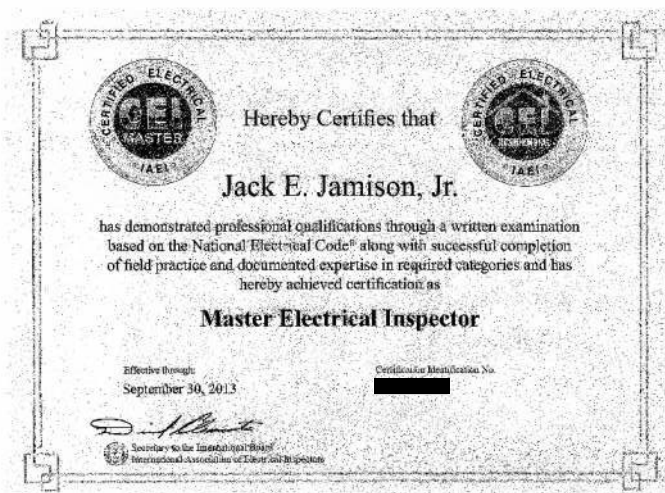 CERTIFIED ELECTRICAL
CEI
MASTER
IAEI
CERTIFIED ELECTRICAL
CEI
RESIDENTIAL
IAEI
Hereby Certifies that
Jack E. Jamison, Jr.
has demonstrated professional qualifications through a written examination
based on the National Electrical Code® along with successful completion
of field practice and documented expertise in required categories and has
hereby achieved certification as
Master Electrical Inspector
Effective through:
September 30, 2013
Certification Identification No.
Secretary to the International Board
International Association of Electrical Inspectors